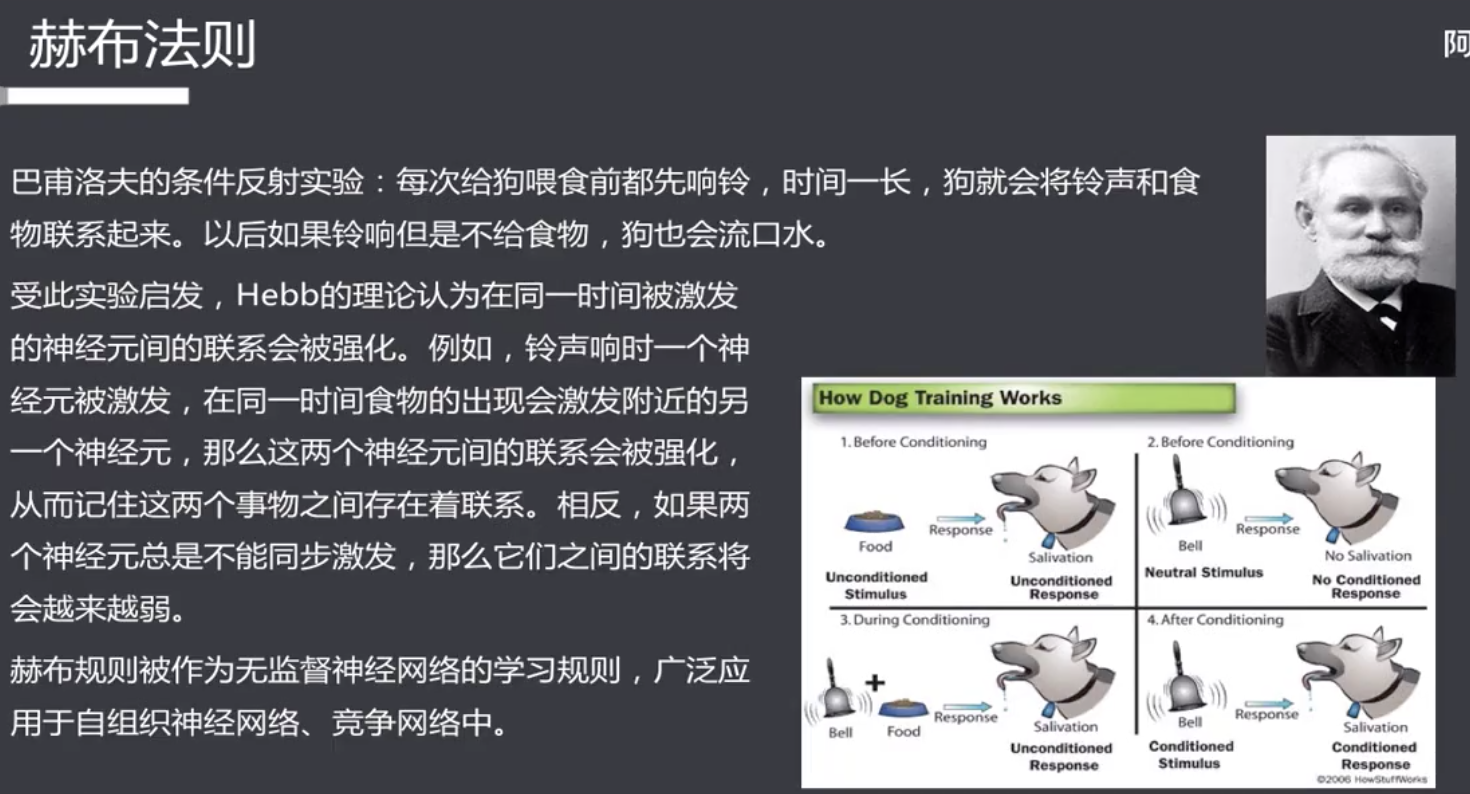 赫布法则
阿
巴甫洛夫的条件反射实验：每次给狗喂食前都先响铃，时间一长，狗就会将铃声和食
物联系起来。以后如果铃响但是不给食物，狗也会流口水。
受此实验启发，Hebb的理论认为在同一时间被激发
的神经元间的联系会被强化。例如，铃声响时一个神
经元被激发，在同一时间食物的出现会激发附近的另
一个神经元，那么这两个神经元间的联系会被强化，
从而记住这两个事物之间存在着联系。相反，如果两
个神经元总是不能同步激发，那么它们之间的联系将
会越来越弱。
赫布规则被作为无监督神经网络的学习规则，广泛应
用于自组织神经网络、竞争网络中。
How Dog Training Works
1. Before Conditioning
Food
Response
Salivation
Unconditioned
Stimulus
Unconditioned
Response
2. Before Conditioning
Bell
Response
No Salivation
Neutral Stimulus
No Conditioned
Response
3. During Conditioning
+
Bell
Food
Response
Salivation
Unconditioned
Response
4. After Conditioning
Bell
Response
Salivation
Conditioned
Stimulus
Conditioned
Response
©2006 HowStuffWorks